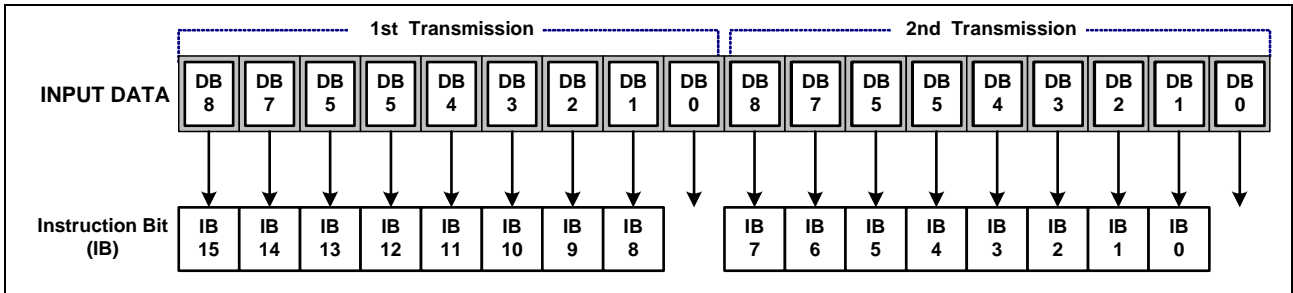 1st Transmission 2nd Transmission
INPUT DATA DB 8 DB 7 DB 5 DB 5 DB 4 DB 3 DB 2 DB 1 DB 0 DB 8 DB 7 DB 5 DB 5 DB 4 DB 3 DB 2 DB 1 DB 0
Instruction Bit (IB) IB 15 IB 14 IB 13 IB 12 IB 11 IB 10 IB 9 IB 8 IB 7 IB 6 IB 5 IB 4 IB 3 IB 2 IB 1 IB 0